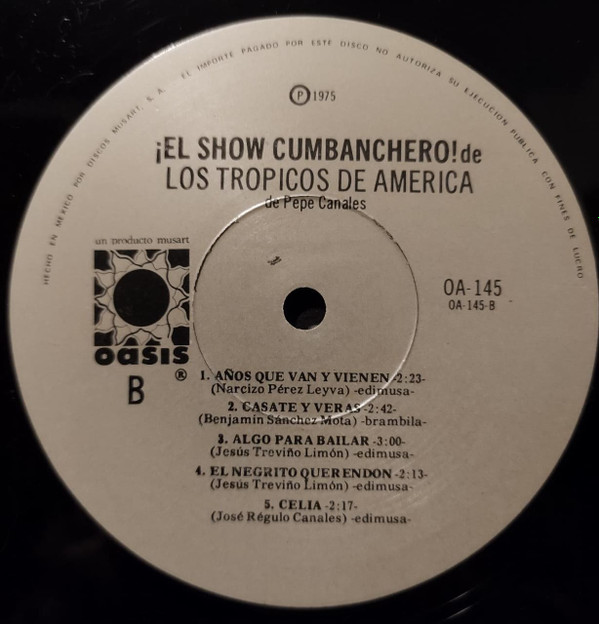 HECHO EN MEXICO POR DISCOS MUSART, S. A. EL IMPORTE PAGADO POR ESTE DISCO NO AUTORIZA SU EJECUCION PUBLICA CON FINES DE LUCRO
Ⓟ 1975
¡EL SHOW CUMBANCHERO! de
LOS TROPICOS DE AMERICA
de Pepe Canales
un producto musart
oasis
®
B
OA-145
OA-145-B
1. AÑOS QUE VAN Y VIENEN -2:23-
(Narcizo Pérez Leyva) -edimusa-
2. CASATE Y VERAS -2:42-
(Benjamín Sánchez Mota) -brambila-
3. ALGO PARA BAILAR -3:00-
(Jesús Treviño Limón) -edimusa-
4. EL NEGRITO QUERENDON -2:13-
(Jesús Treviño Limón) -edimusa-
5. CELIA -2:17-
(José Régulo Canales) -edimusa-